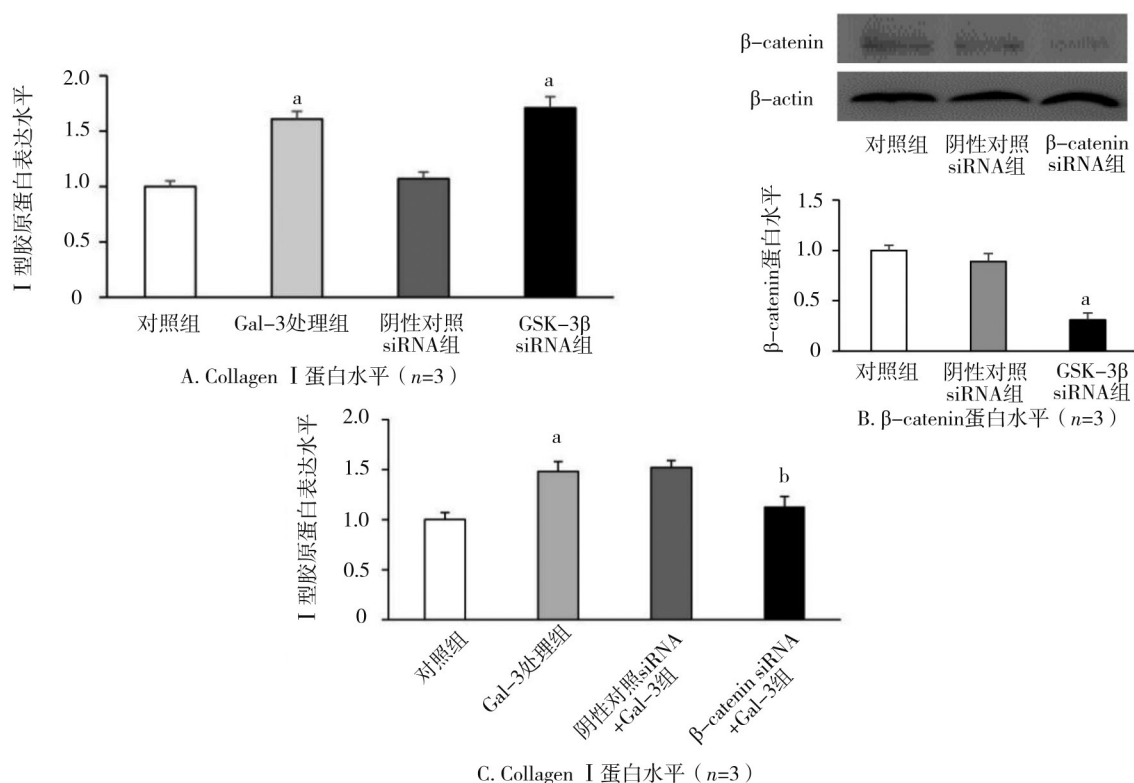 Ⅰ型胶原蛋白表达水平
2.0
1.5
1.0
0.5
0
a
a
对照组
Gal-3处理组
阴性对照
siRNA组
GSK-3β
siRNA组
A. Collagen Ⅰ蛋白水平（n=3）
β-catenin
β-actin
对照组
阴性对照
siRNA组
β-catenin
siRNA组
β-catenin蛋白水平
1.5
1.0
0.5
0
a
对照组
阴性对照
siRNA组
GSK-3β
siRNA组
B. β-catenin蛋白水平（n=3）
Ⅰ型胶原蛋白表达水平
2.0
1.5
1.0
0.5
0
a
b
对照组
Gal-3处理组
阴性对照siRNA
+Gal-3组
β-catenin siRNA
+Gal-3组
C. Collagen Ⅰ蛋白水平（n=3）